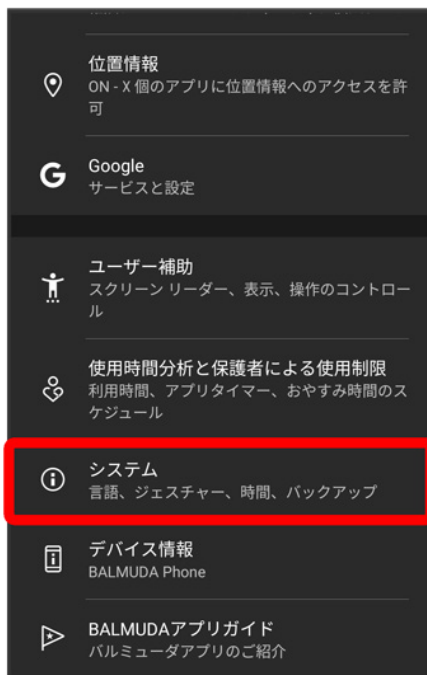 位置情報
ON - X 個のアプリに位置情報へのアクセスを許
可
Google
サービスと設定
ユーザー補助
スクリーン リーダー、表示、操作のコントロー
ル
使用時間分析と保護者による使用制限
利用時間、アプリタイマー、おやすみ時間のス
ケジュール
システム
言語、ジェスチャー、時間、バックアップ
デバイス情報
BALMUDA Phone
BALMUDAアプリガイド
バルミューダアプリのご紹介